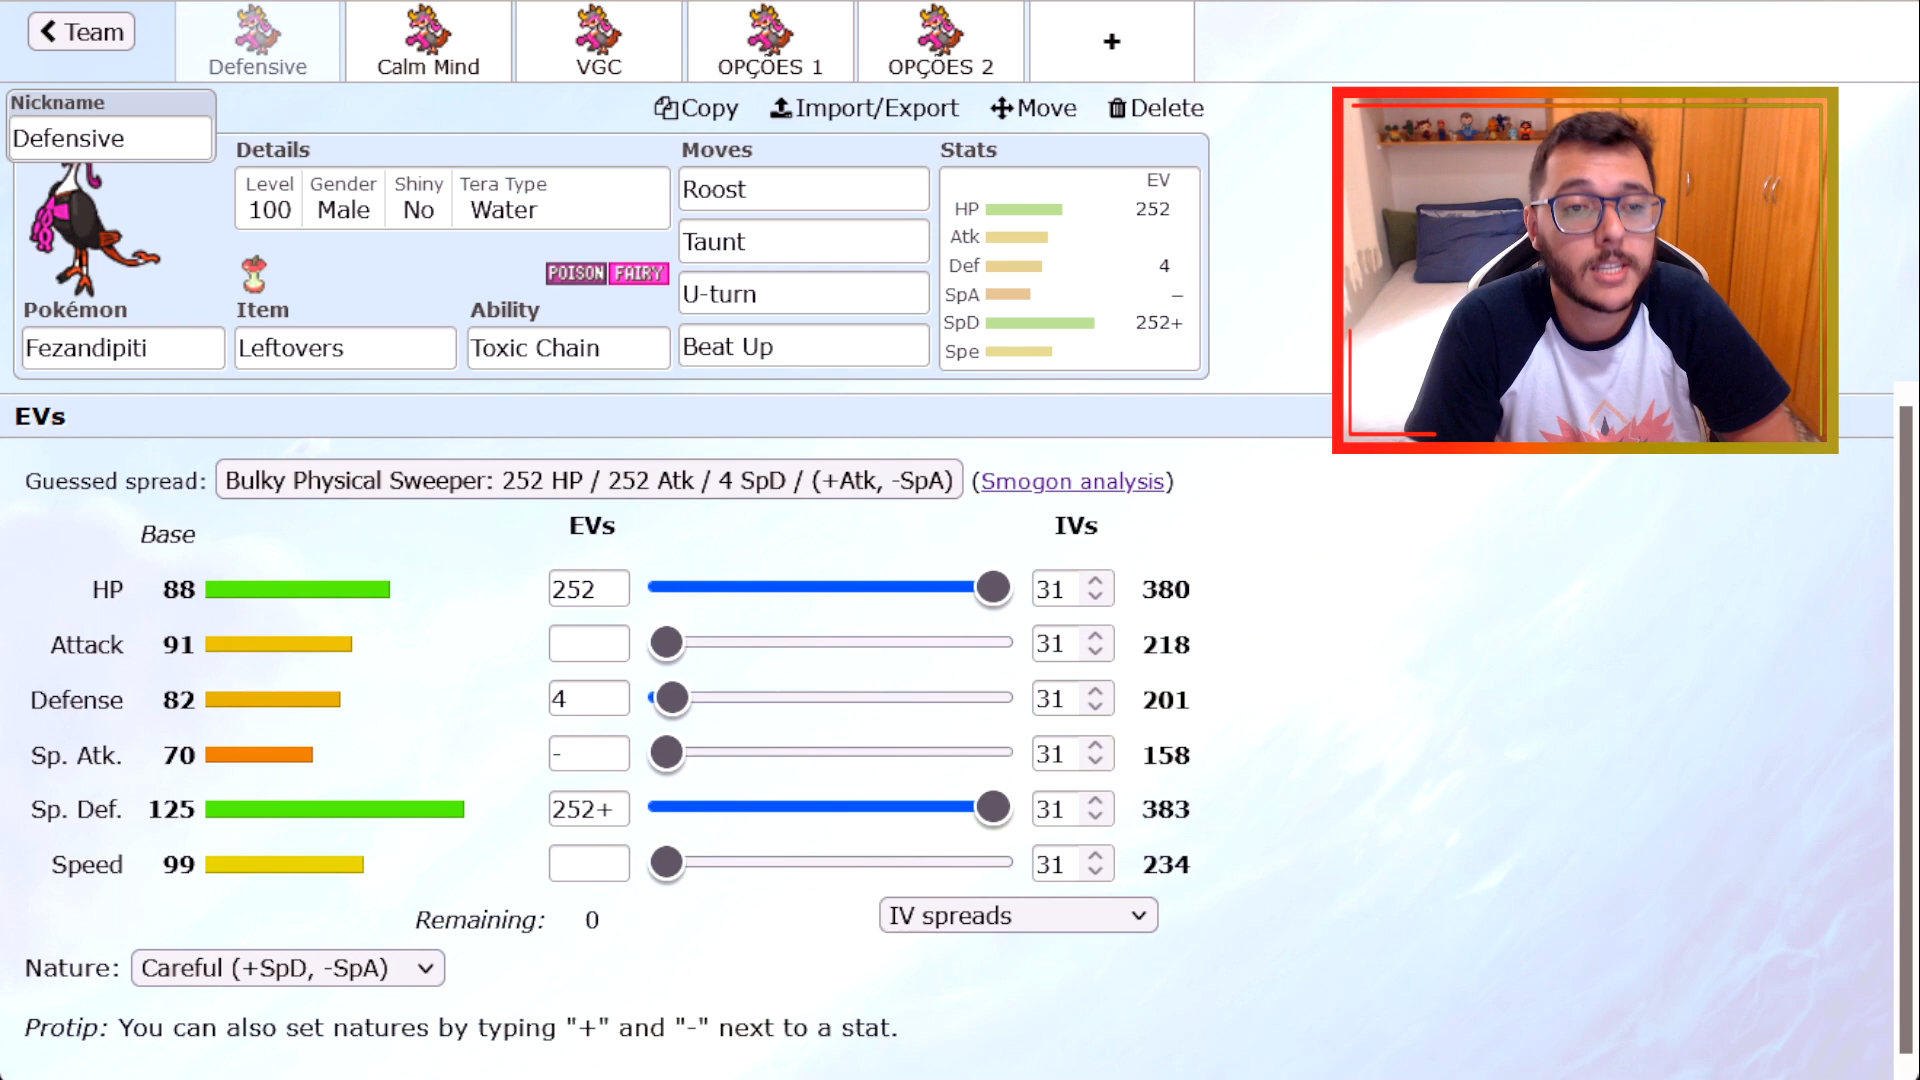 Team
Defensive
Calm Mind
VGC
OPÇÕES 1
OPÇÕES 2
+
Copy
Import/Export
Move
Delete
Nickname
Defensive
Details
Level
Gender
Shiny
Tera Type
100
Male
No
Water
POISON
FAIRY
Pokémon
Item
Ability
Fezandipiti
Leftovers
Toxic Chain
Moves
Roost
Taunt
U-turn
Beat Up
Stats
EV
HP 252
Atk
Def 4
SpA –
SpD 252+
Spe
EVs
Guessed spread: Bulky Physical Sweeper: 252 HP / 252 Atk / 4 SpD / (+Atk, -SpA) (Smogon analysis)
Base EVs IVs
HP 88 252 31 380
Attack 91 31 218
Defense 82 4 31 201
Sp. Atk. 70 - 31 158
Sp. Def. 125 252+ 31 383
Speed 99 31 234
Remaining: 0 IV spreads
Nature: Careful (+SpD, -SpA)
Protip: You can also set natures by typing "+" and "-" next to a stat.